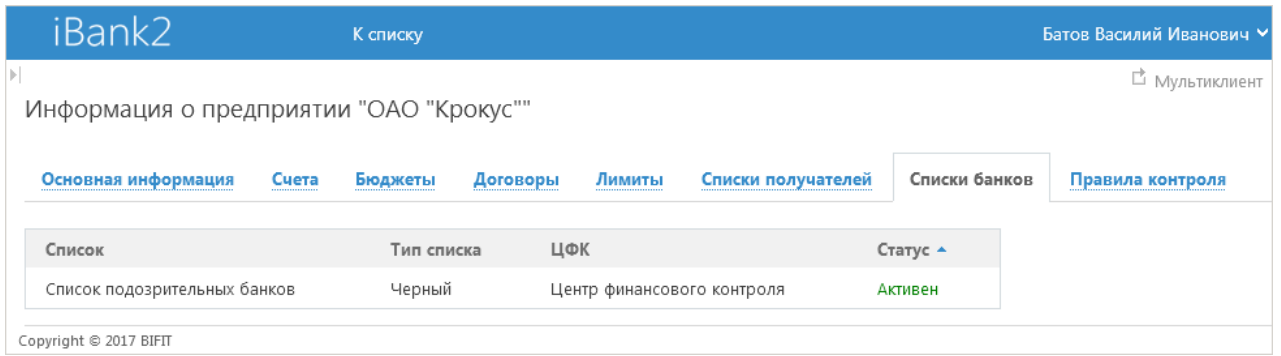 iBank2 К списку Батов Василий Иванович
Мультиклиент
Информация о предприятии "ОАО "Крокус""
Основная информация Счета Бюджеты Договоры Лимиты Списки получателей Списки банков Правила контроля
Список Тип списка ЦФК Статус
Список подозрительных банков Черный Центр финансового контроля Активен
Copyright © 2017 BIFIT